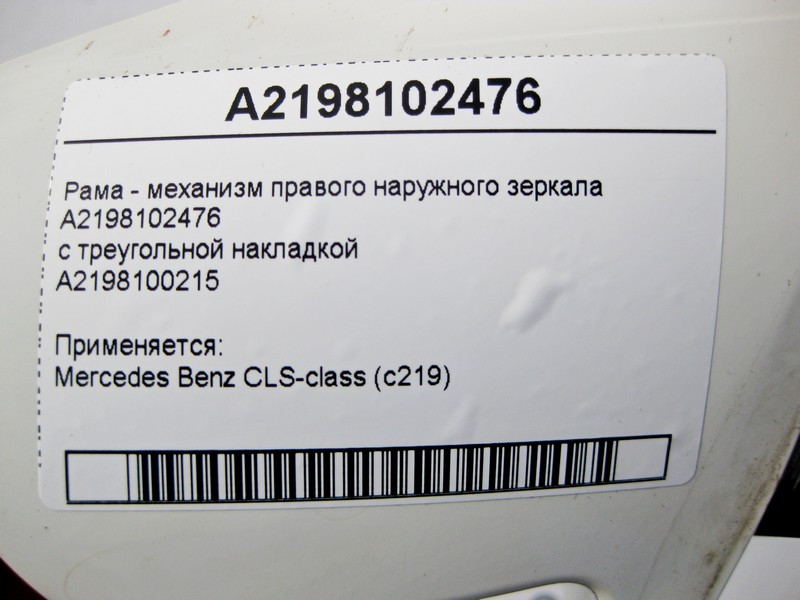 A2198102476
Рама - механизм правого наружного зеркала
A2198102476
с треугольной накладкой
A2198100215
Применяется:
Mercedes Benz CLS-class (c219)